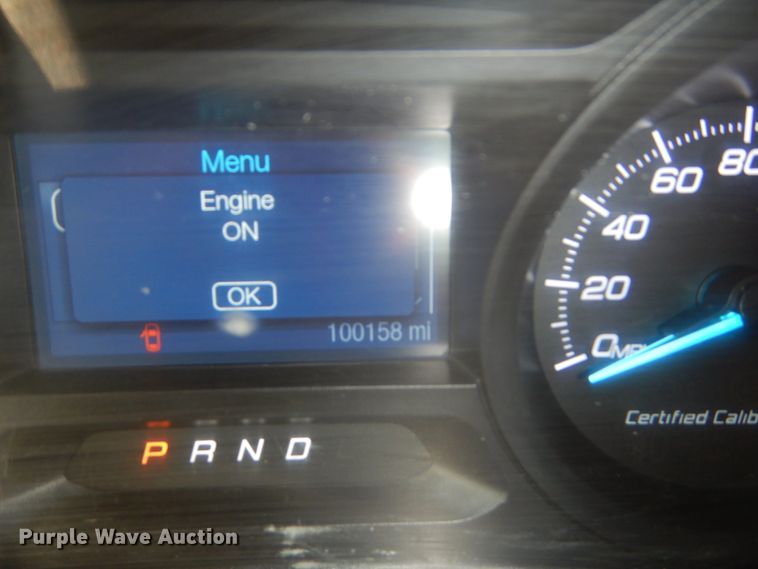 Menu
Engine
ON
OK
100158 mi
P R N D
0
20
40
60
80
Certified Calib
Purple Wave Auction